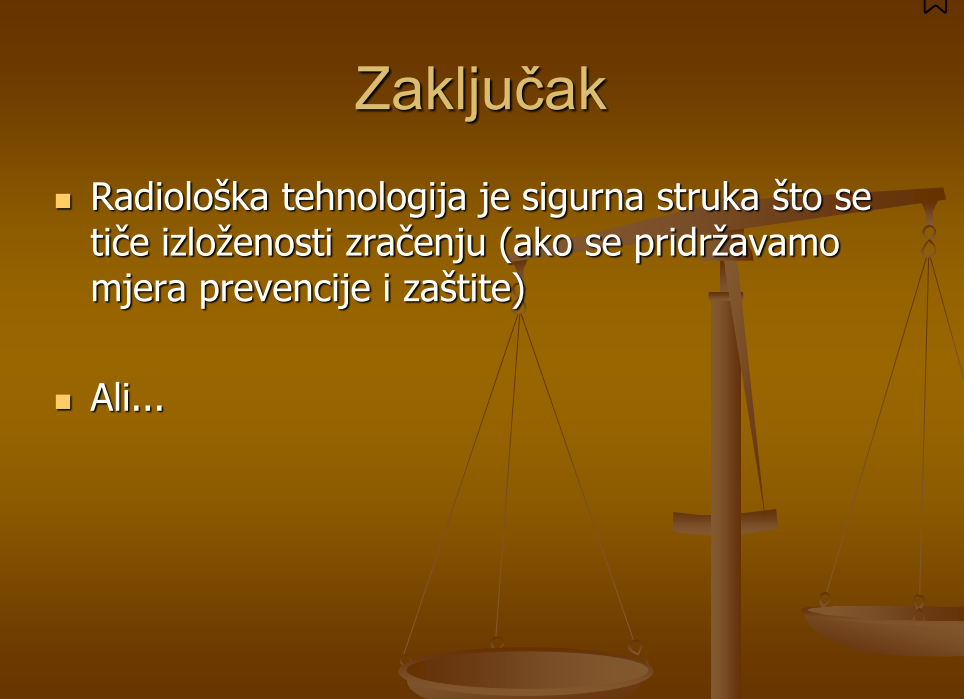 Zaključak
Radiološka tehnologija je sigurna struka što se
tiče izloženosti zračenju (ako se pridržavamo
mjera prevencije i zaštite)
Ali...